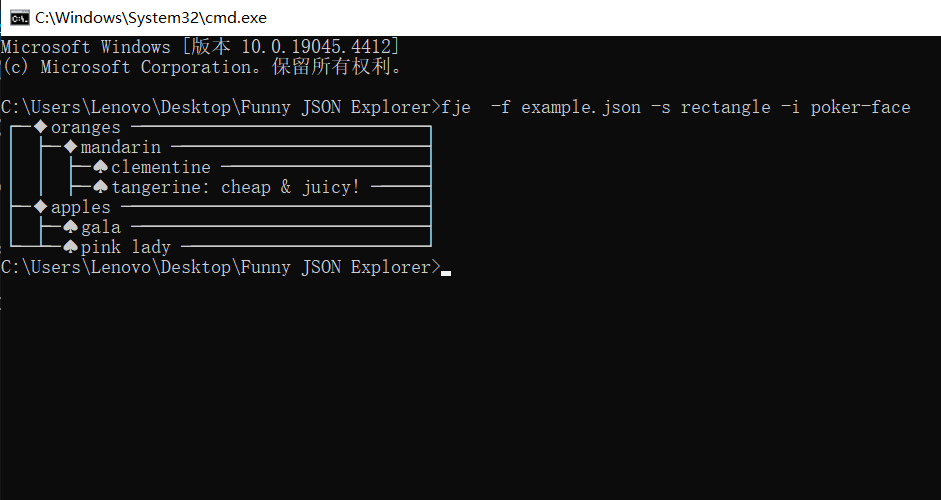 C:\Windows\System32\cmd.exe
Microsoft Windows [版本 10.0.19045.4412]
(c) Microsoft Corporation。保留所有权利。
C:\Users\Lenovo\Desktop\Funny JSON Explorer>fje  -f example.json -s rectangle -i poker-face
┌─♦oranges ──────────────────────────────┐
│  ├─♦mandarin ──────────────────────────┤
│  │  ├─♠clementine ─────────────────────┤
│  │  ├─♠tangerine: cheap & juicy! ──────┤
├─♦apples ───────────────────────────────┤
│  ├─♠gala ──────────────────────────────┤
└──┴─♠pink lady ─────────────────────────┘
C:\Users\Lenovo\Desktop\Funny JSON Explorer>